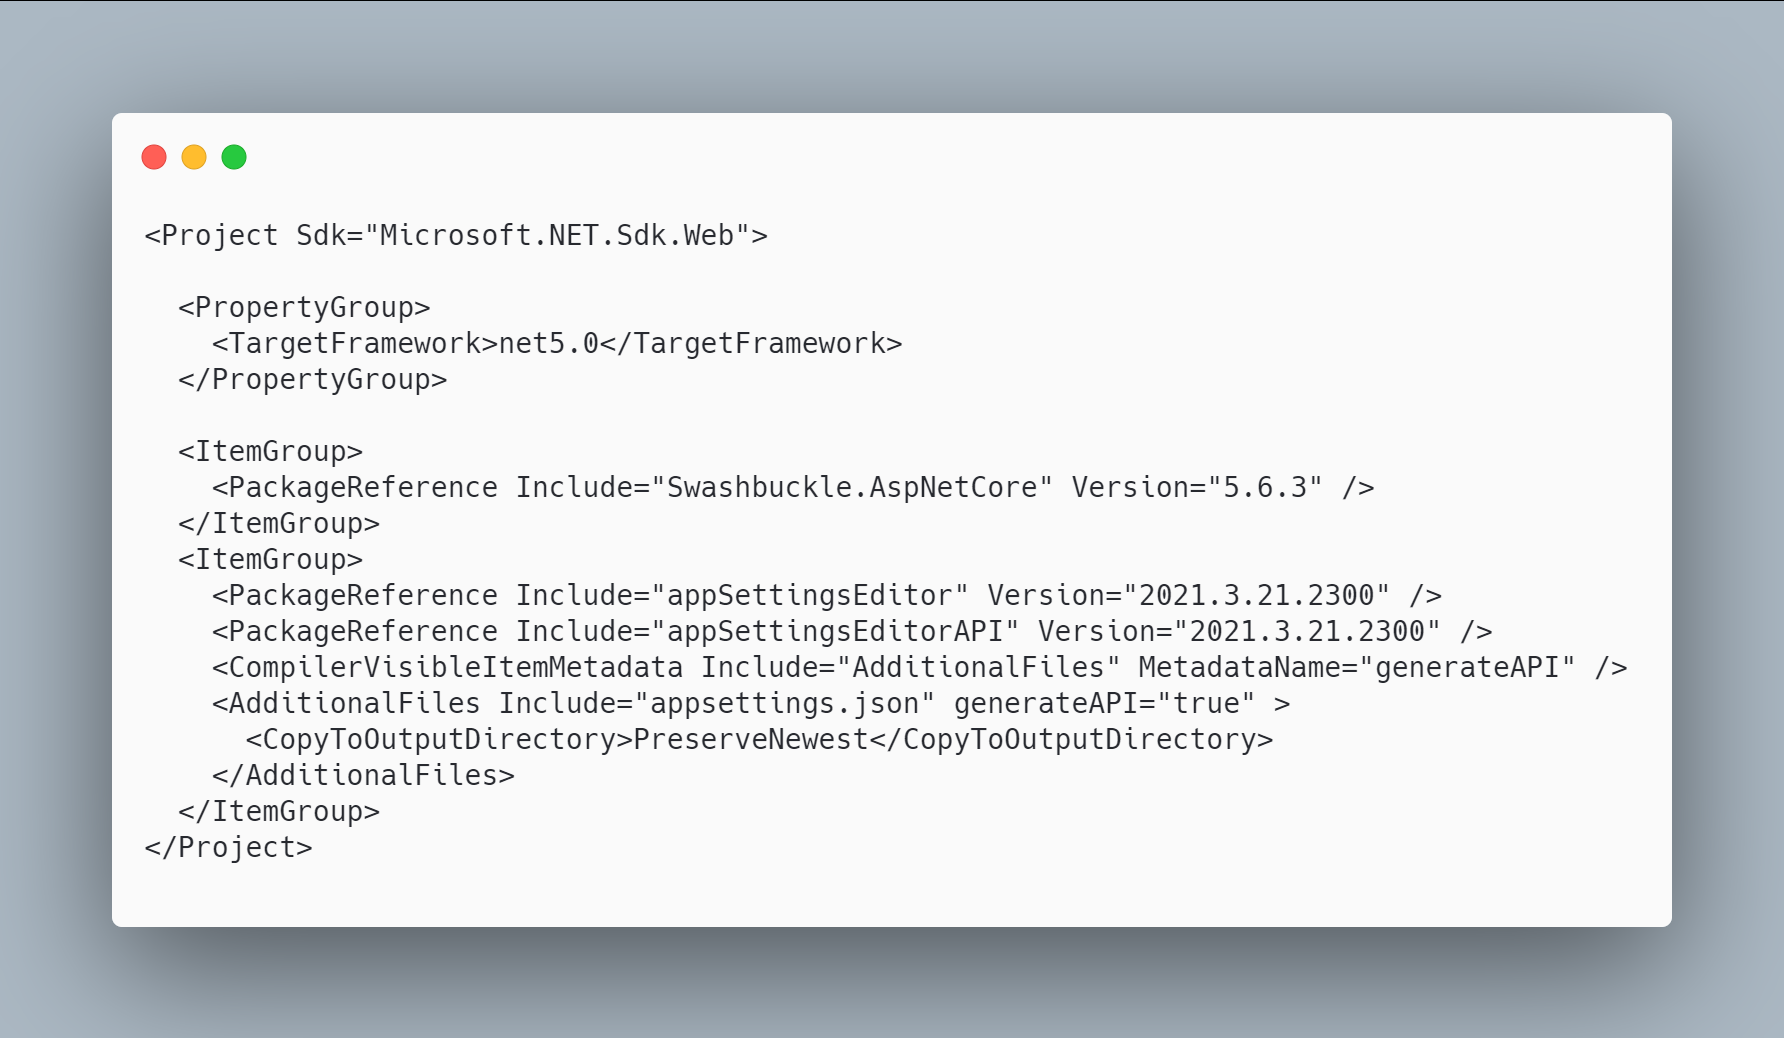 <Project Sdk="Microsoft.NET.Sdk.Web">
  <PropertyGroup>
    <TargetFramework>net5.0</TargetFramework>
  </PropertyGroup>
  <ItemGroup>
    <PackageReference Include="Swashbuckle.AspNetCore" Version="5.6.3" />
  </ItemGroup>
  <ItemGroup>
    <PackageReference Include="appSettingsEditor" Version="2021.3.21.2300" />
    <PackageReference Include="appSettingsEditorAPI" Version="2021.3.21.2300" />
    <CompilerVisibleItemMetadata Include="AdditionalFiles" MetadataName="generateAPI" />
    <AdditionalFiles Include="appsettings.json" generateAPI="true" >
      <CopyToOutputDirectory>PreserveNewest</CopyToOutputDirectory>
    </AdditionalFiles>
  </ItemGroup>
</Project>